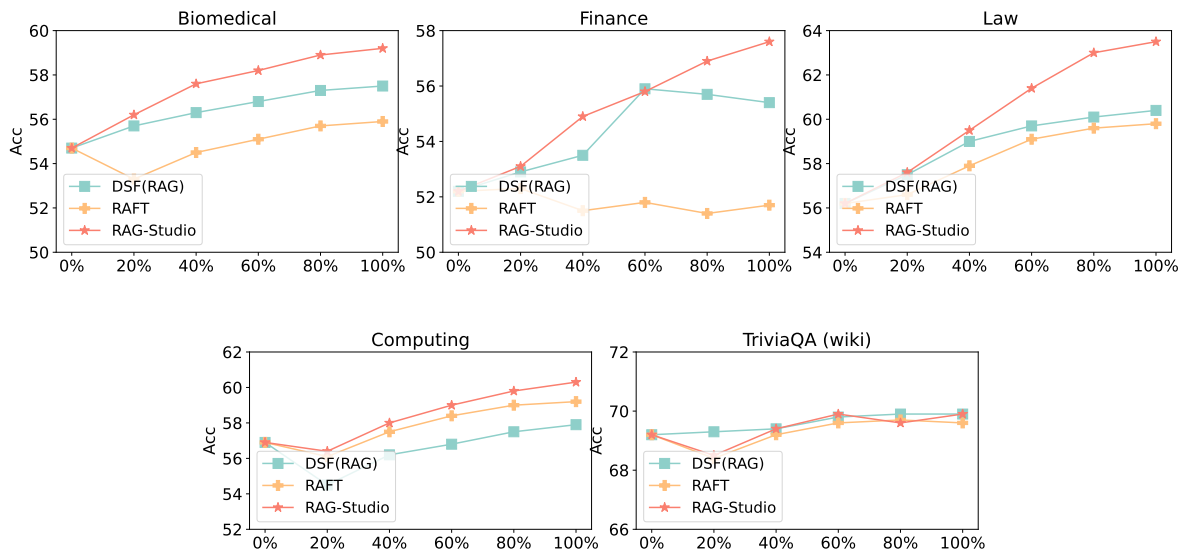 Biomedical
Finance
Law
60
58
56
54
52
50
Acc
DSF(RAG)
RAFT
RAG-Studio
0% 20% 40% 60% 80% 100%
58
56
54
52
50
Acc
DSF(RAG)
RAFT
RAG-Studio
0% 20% 40% 60% 80% 100%
64
62
60
58
56
54
Acc
DSF(RAG)
RAFT
RAG-Studio
0% 20% 40% 60% 80% 100%
Computing
TriviaQA (wiki)
62
60
58
56
54
52
Acc
DSF(RAG)
RAFT
RAG-Studio
0% 20% 40% 60% 80% 100%
72
70
68
66
Acc
DSF(RAG)
RAFT
RAG-Studio
0% 20% 40% 60% 80% 100%